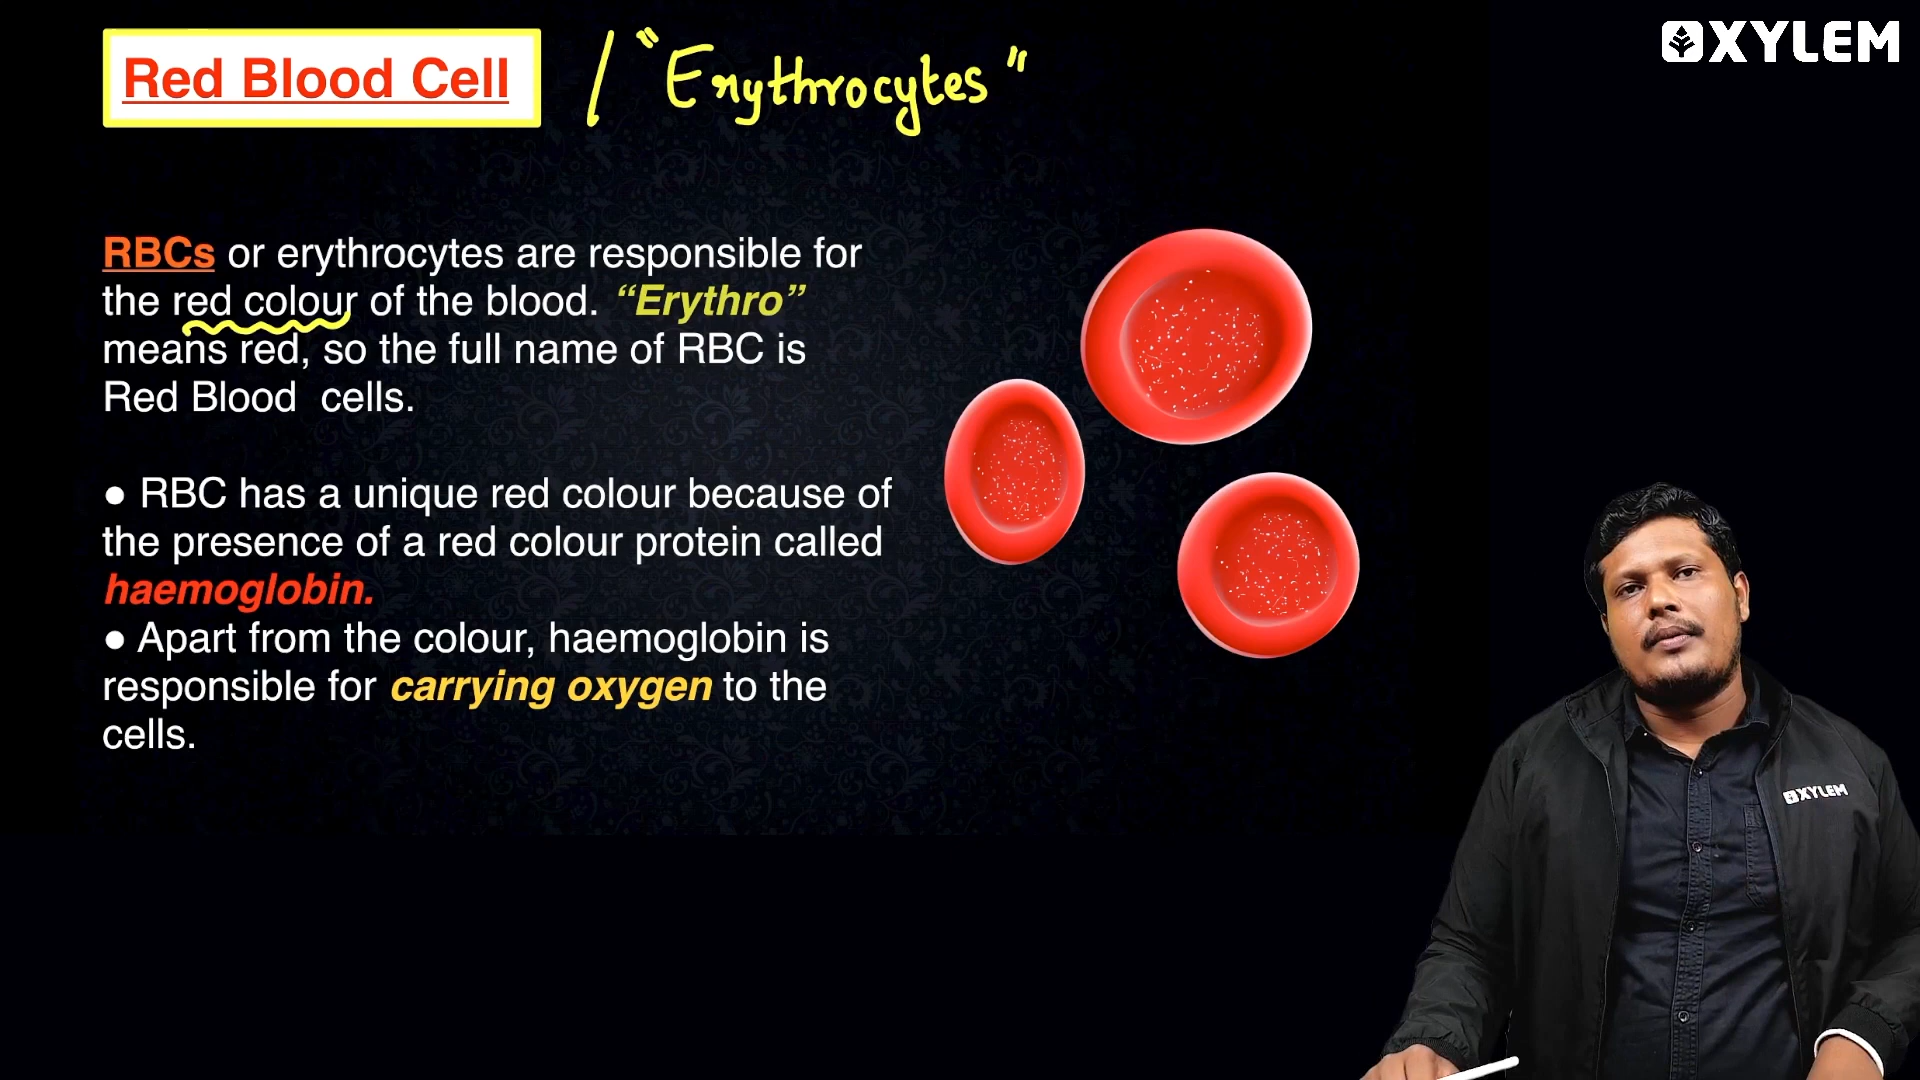 Red Blood Cell / "Erythrocytes"
XYLEM
RBCs or erythrocytes are responsible for
the red colour of the blood. “Erythro”
means red, so the full name of RBC is
Red Blood cells.
● RBC has a unique red colour because of
the presence of a red colour protein called
haemoglobin.
● Apart from the colour, haemoglobin is
responsible for carrying oxygen to the
cells.
XYLEM